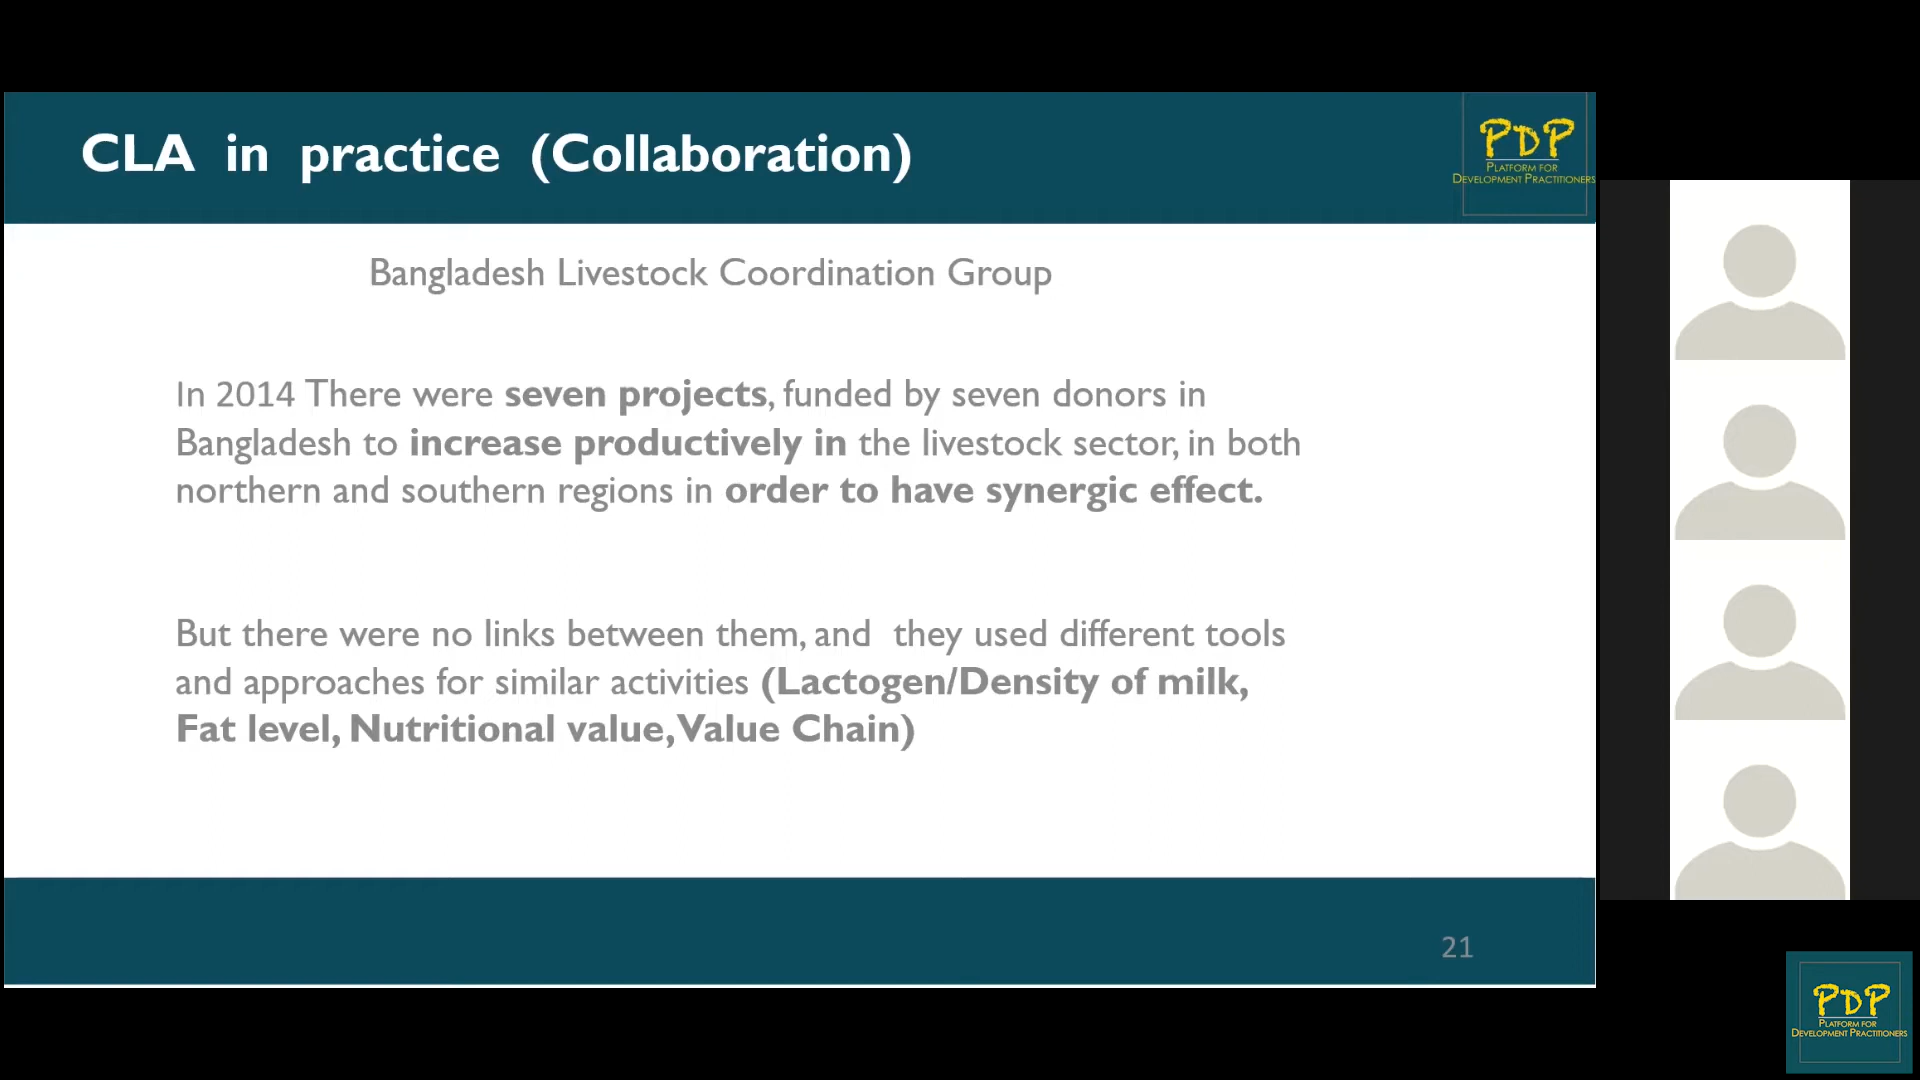 CLA in practice (Collaboration)
PDP
PLATFORM FOR
DEVELOPMENT PRACTITIONERS
Bangladesh Livestock Coordination Group
In 2014 There were seven projects, funded by seven donors in
Bangladesh to increase productively in the livestock sector, in both
northern and southern regions in order to have synergic effect.
But there were no links between them, and they used different tools
and approaches for similar activities (Lactogen/Density of milk,
Fat level, Nutritional value, Value Chain)
21
PDP
PLATFORM FOR
DEVELOPMENT PRACTITIONERS